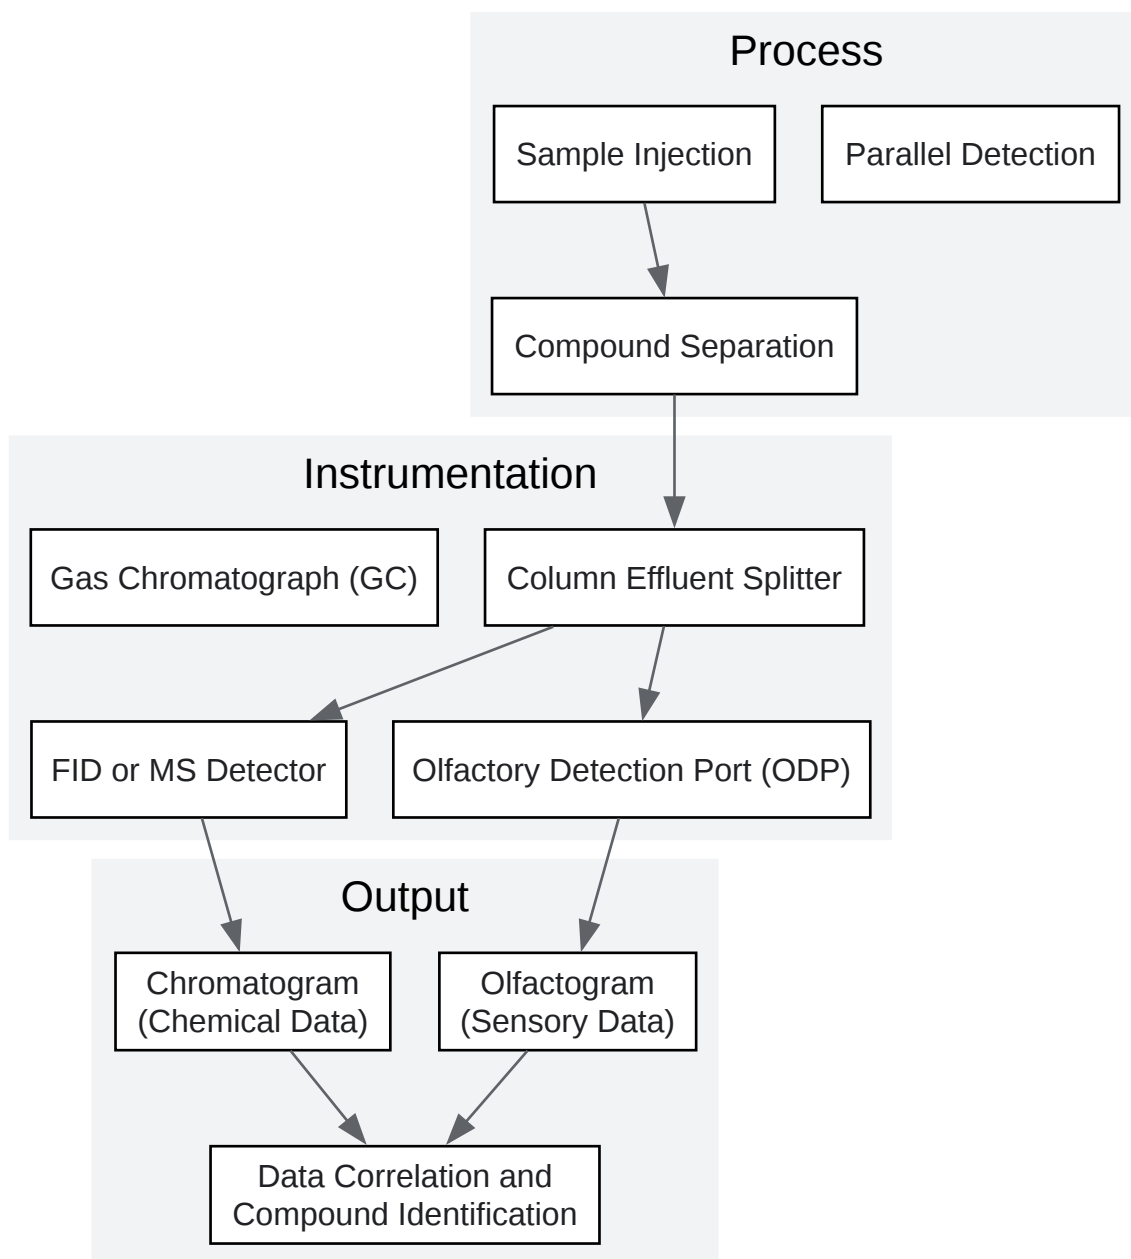 Process
Sample Injection
Parallel Detection
Compound Separation
Instrumentation
Gas Chromatograph (GC)
Column Effluent Splitter
FID or MS Detector
Olfactory Detection Port (ODP)
Output
Chromatogram
(Chemical Data)
Olfactogram
(Sensory Data)
Data Correlation and
Compound Identification